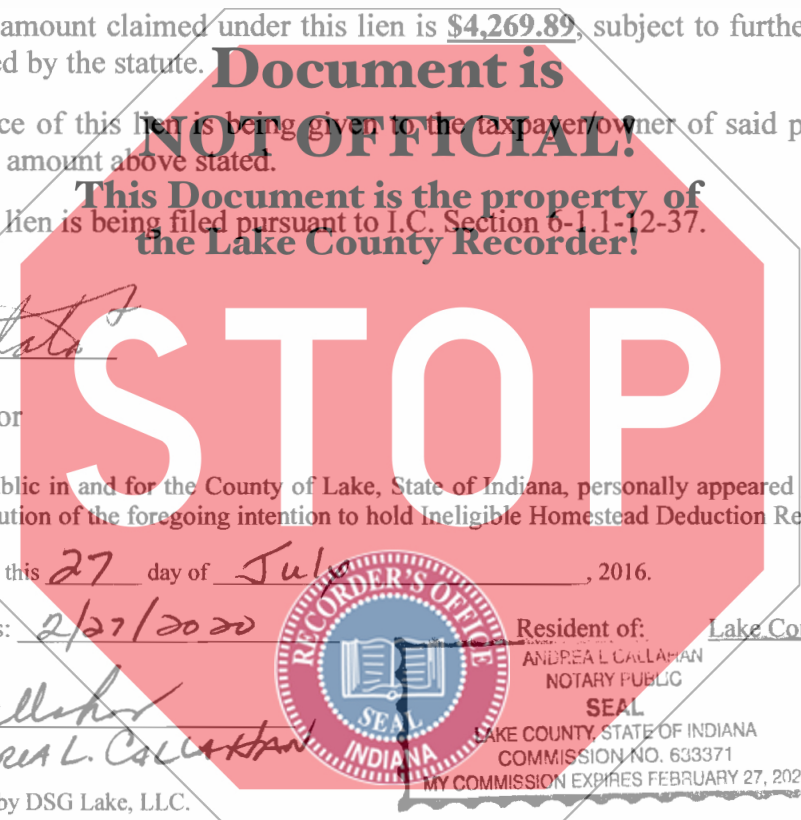 amount claimed under this lien is $4,269.89, subject to furthe
ed by the statute.
Document is
ce of this lien is being given to the taxpayer/owner of said p
NOT OFFICIAL!
amount above stated.
This Document is the property of
lien is being filed pursuant to I.C. Section 6-1.1-12-37.
the Lake County Recorder!
STOP
or
blic in and for the County of Lake, State of Indiana, personally appeared
ution of the foregoing intention to hold Ineligible Homestead Deduction Re
this 27 day of July, 2016.
s: 2/27/2020 Resident of: Lake Cou
RECORDER'S OFFICE
SEAL
INDIANA
ANDREA L CALLAHAN
NOTARY PUBLIC
SEAL
LAKE COUNTY, STATE OF INDIANA
COMMISSION NO. 633371
MY COMMISSION EXPIRES FEBRUARY 27, 202
REA L. CALLAHAN
by DSG Lake, LLC.